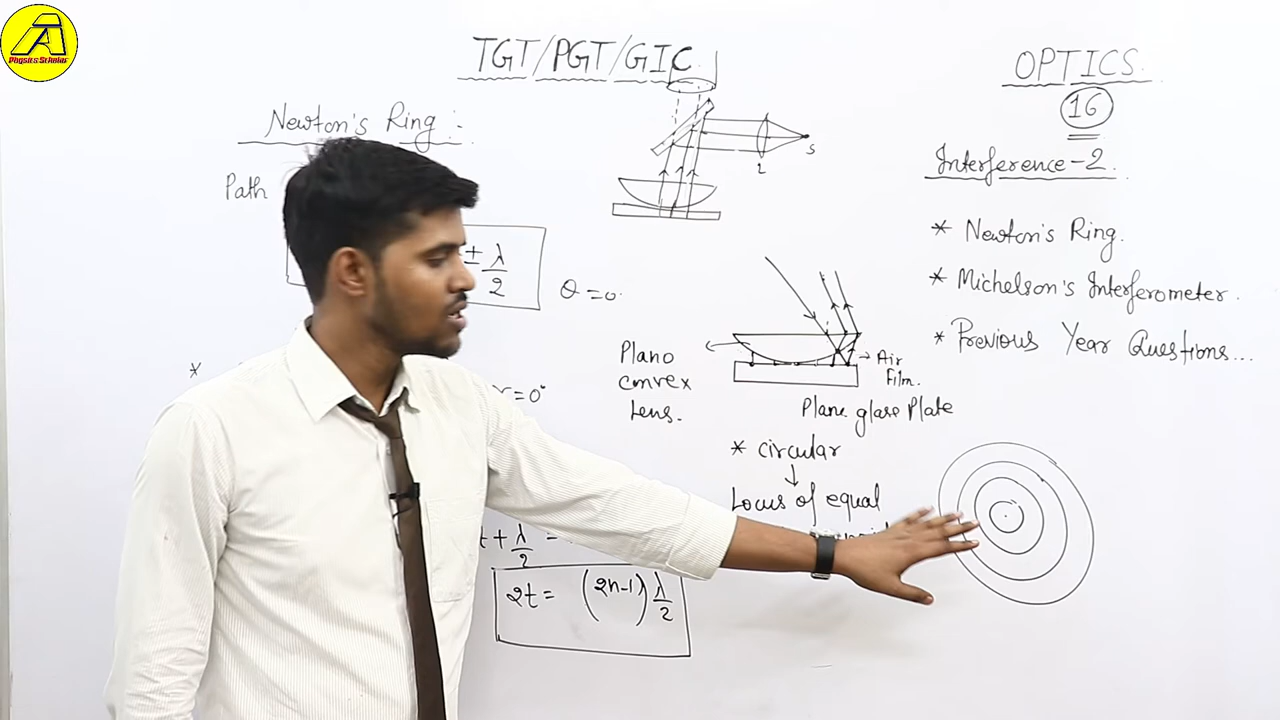 A
Physics Scholar
TGT/PGT/GIC
OPTICS
16
Newton's Ring :-
S
L
Interference-2
Path
* Newton's Ring.
± λ/2
θ = 0.
* Michelson's Interferometer.
* Previous Year Questions...
Plano
convex
Lens.
Air
Film.
Plane glass Plate
*
r=0°
* circular
↓
Locus of equal
t + λ/2 =
2t = (2n-1) λ/2